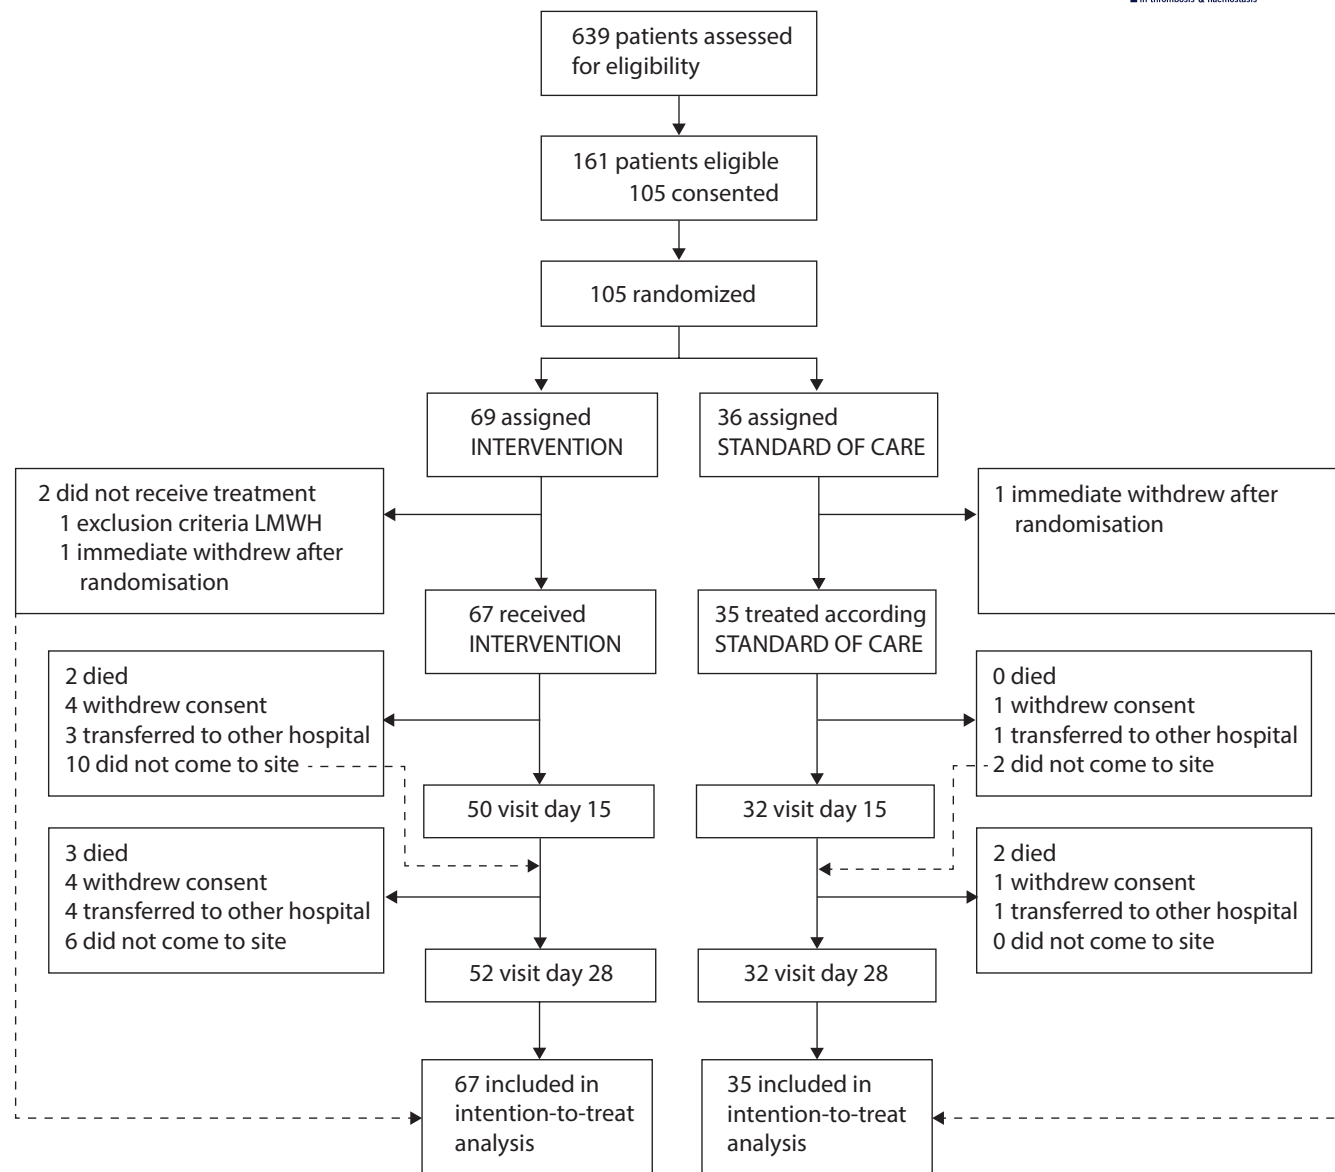 in thrombosis & haemostasis
639 patients assessed
for eligibility
161 patients eligible
105 consented
105 randomized
69 assigned
INTERVENTION
36 assigned
STANDARD OF CARE
2 did not receive treatment
1 exclusion criteria LMWH
1 immediate withdrew after
randomisation
1 immediate withdrew after
randomisation
67 received
INTERVENTION
35 treated according
STANDARD OF CARE
2 died
4 withdrew consent
3 transferred to other hospital
10 did not come to site
0 died
1 withdrew consent
1 transferred to other hospital
2 did not come to site
50 visit day 15
32 visit day 15
3 died
4 withdrew consent
4 transferred to other hospital
6 did not come to site
2 died
1 withdrew consent
1 transferred to other hospital
0 did not come to site
52 visit day 28
32 visit day 28
67 included in
intention-to-treat
analysis
35 included in
intention-to-treat
analysis